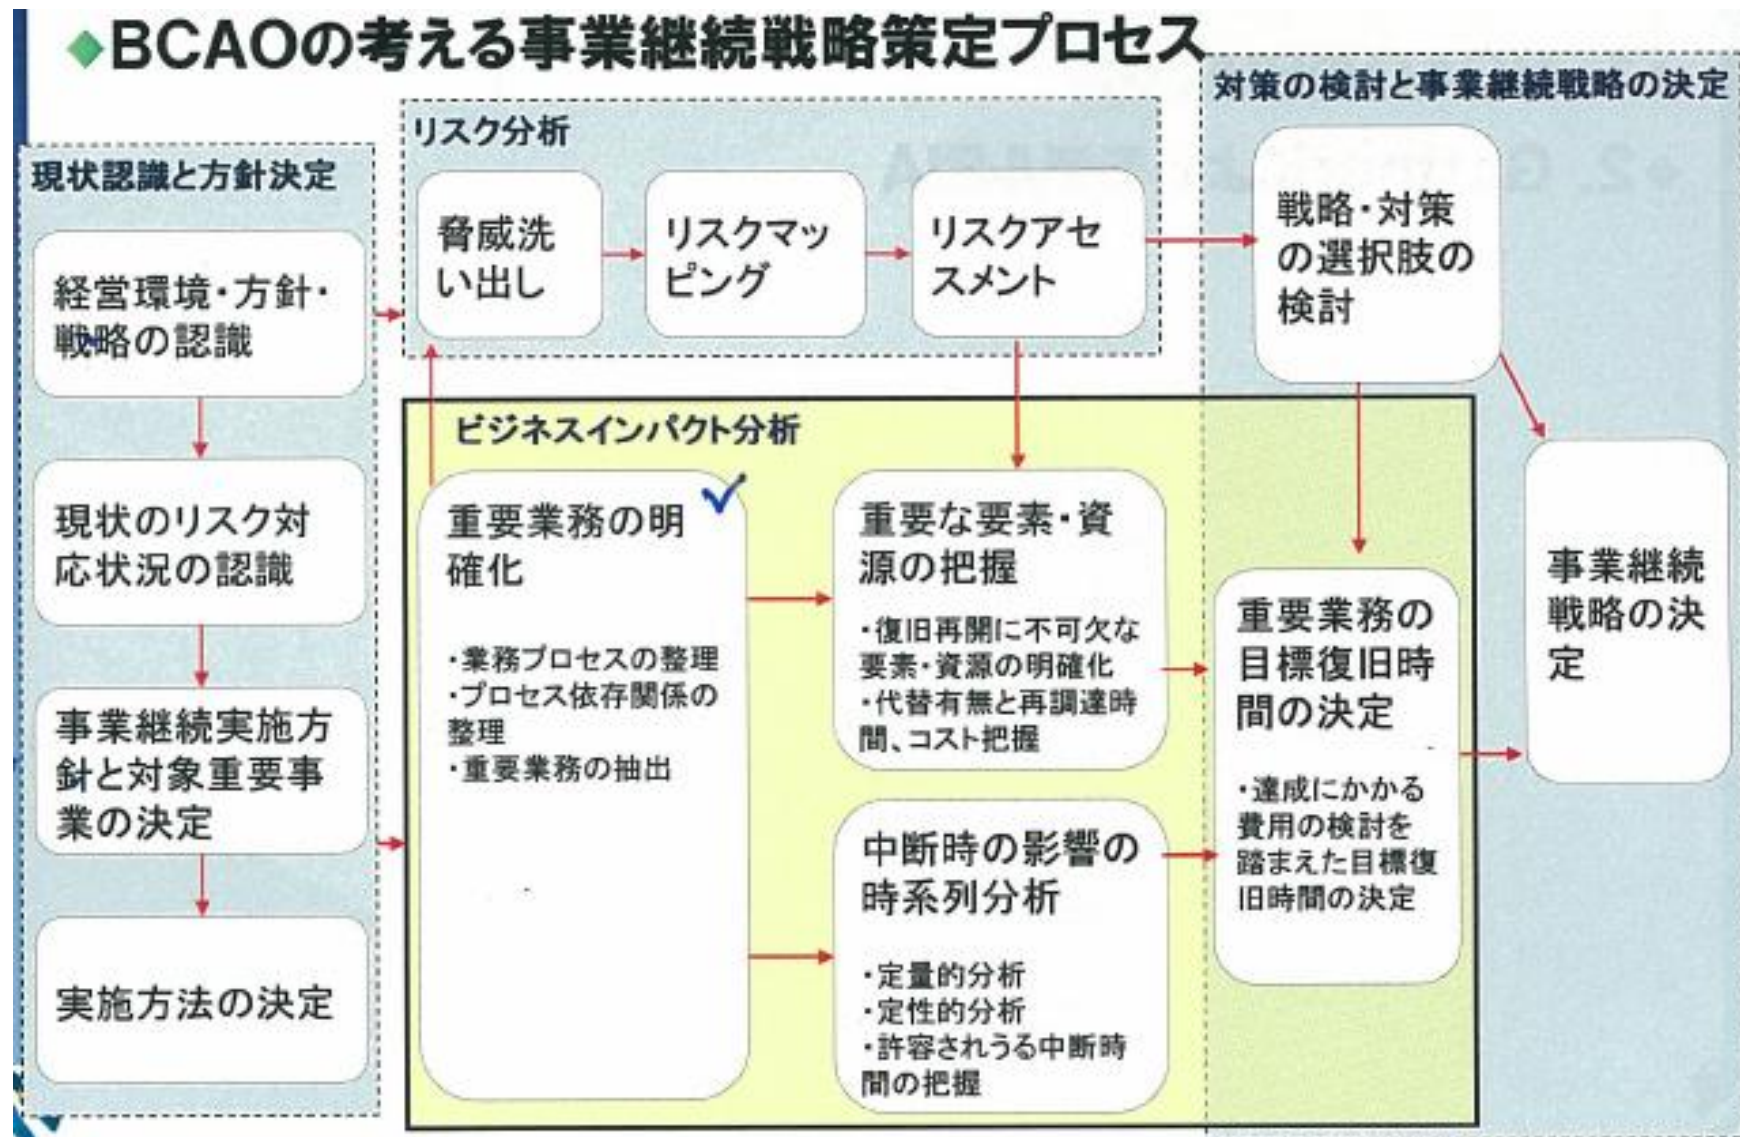 ◆BCAOの考える事業継続戦略策定プロセス
現状認識と方針決定
経営環境・方針・
戦略の認識
現状のリスク対
応状況の認識
事業継続実施方
針と対象重要事
業の決定
実施方法の決定
リスク分析
脅威洗
い出し
リスクマッ
ピング
リスクアセ
スメント
ビジネスインパクト分析
重要業務の明
確化
・業務プロセスの整理
・プロセス依存関係の
整理
・重要業務の抽出
重要な要素・資
源の把握
・復旧再開に不可欠な
要素・資源の明確化
・代替有無と再調達時
間、コスト把握
中断時の影響の
時系列分析
・定量的分析
・定性的分析
・許容されうる中断時
間の把握
対策の検討と事業継続戦略の決定
戦略・対策
の選択肢の
検討
重要業務の
目標復旧時
間の決定
・達成にかかる
費用の検討を
踏まえた目標復
旧時間の決定
事業継続
戦略の決
定